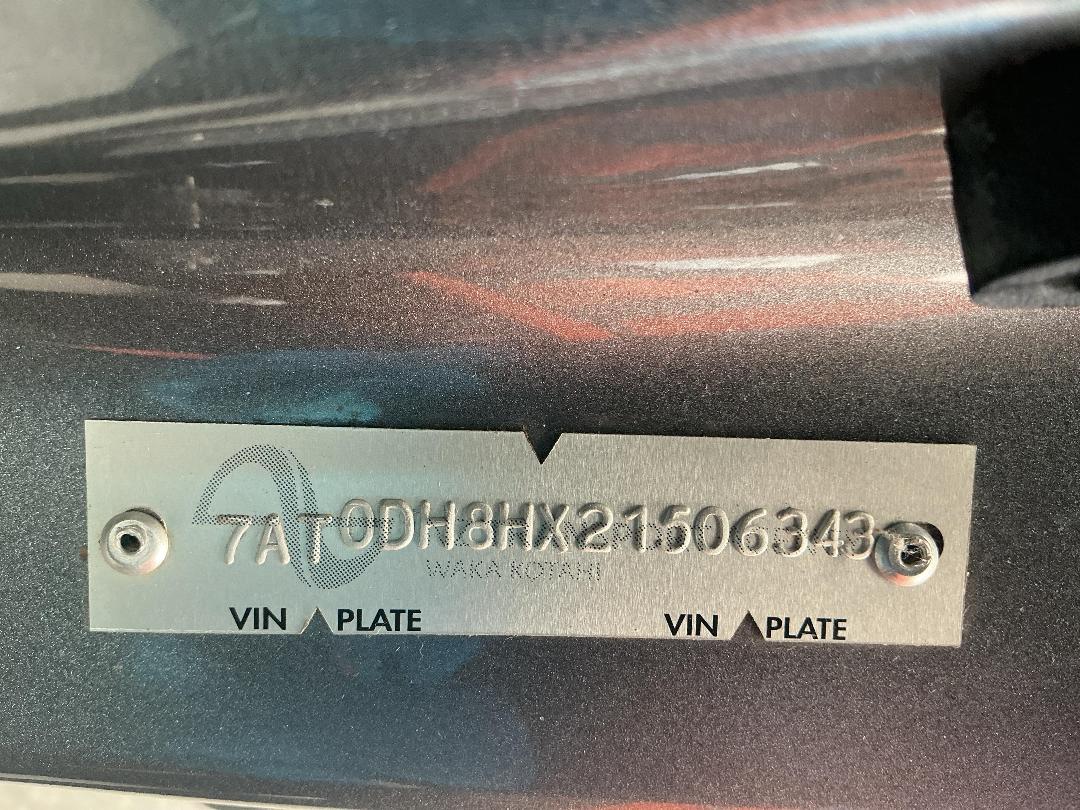 7AT0DH8HX21506343
WAKA KOTAHI
VIN PLATE VIN PLATE